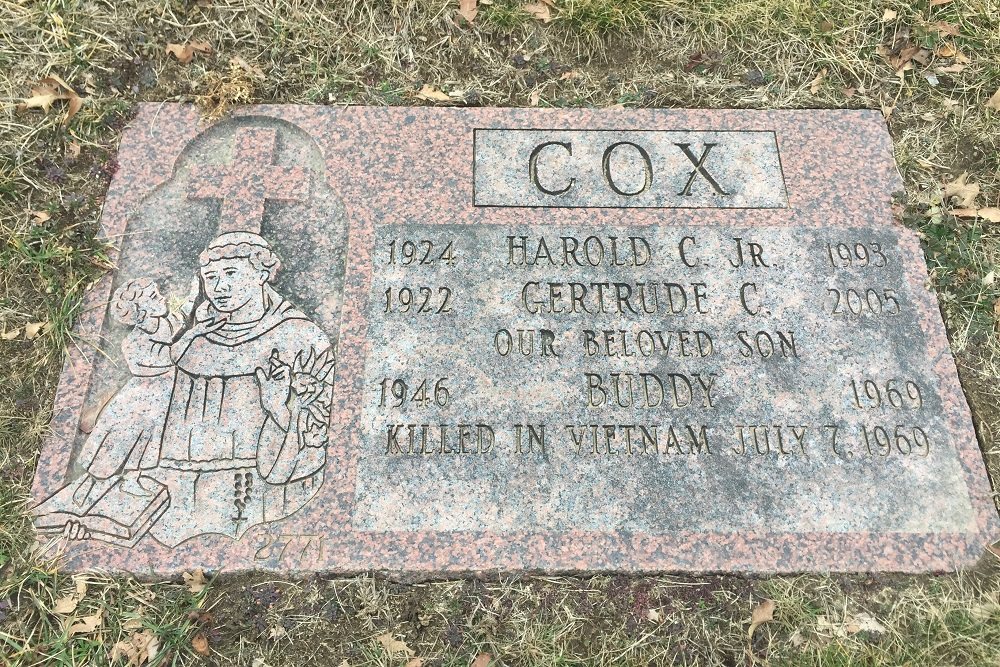 COX
1924 HAROLD C. JR. 1993
1922 GERTRUDE C. 2005
OUR BELOVED SON
1946 BUDDY 1969
KILLED IN VIETNAM JULY 7, 1969
2771